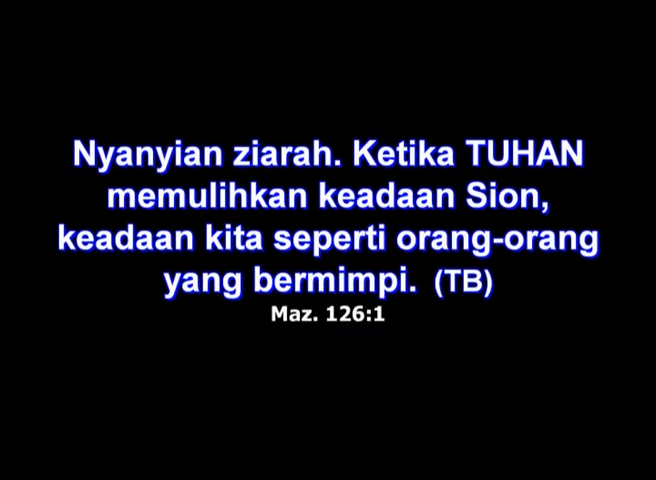 Nyanyian ziarah. Ketika TUHAN
memulihkan keadaan Sion,
keadaan kita seperti orang-orang
yang bermimpi. (TB)
Maz. 126:1